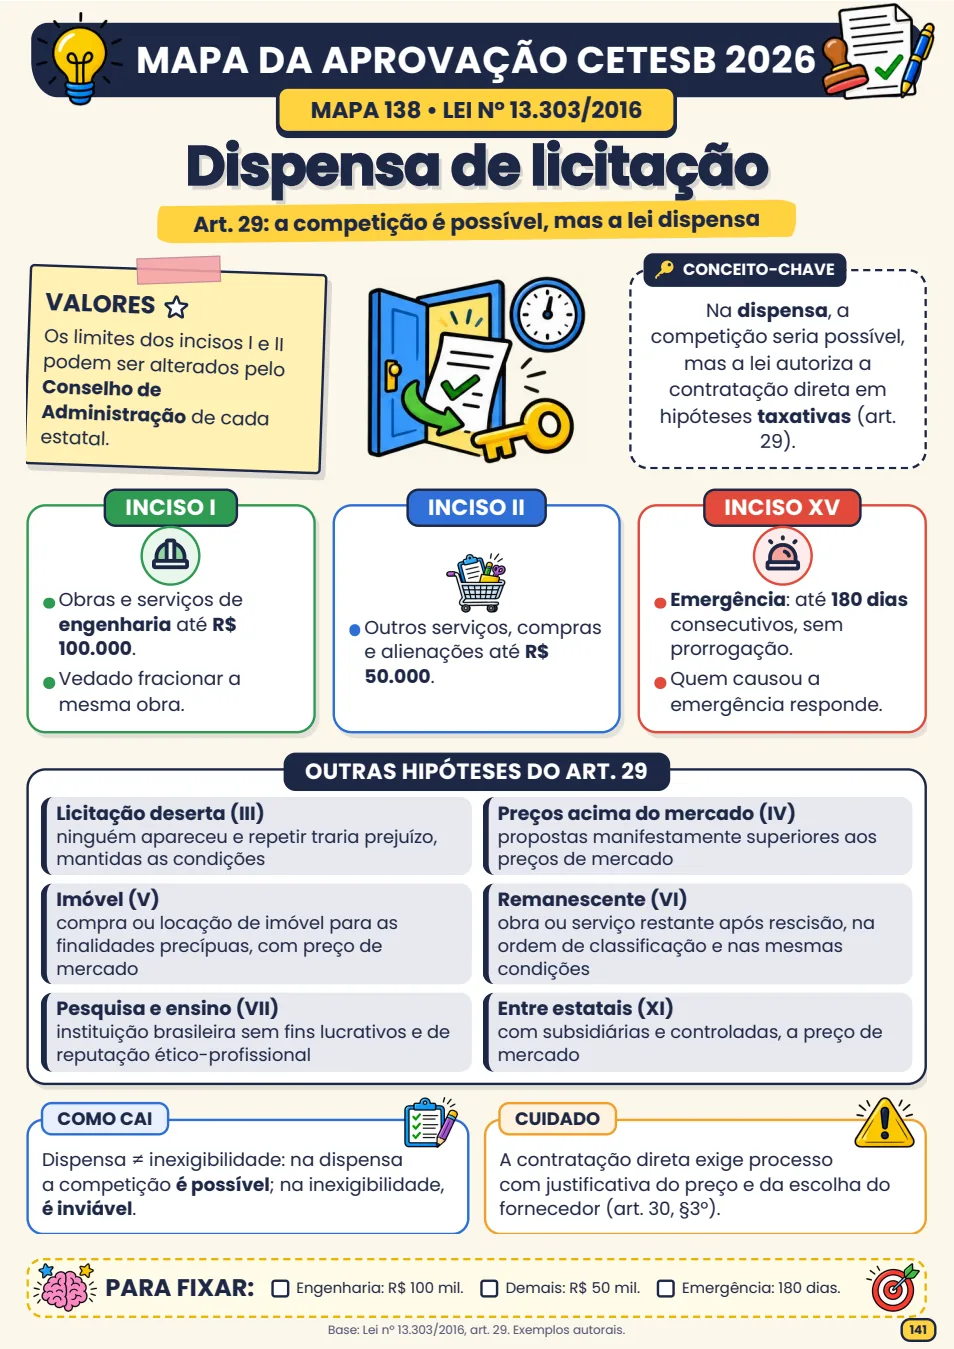 MAPA DA APROVAÇÃO CETESB 2026
MAPA 138 • LEI Nº 13.303/2016
Dispensa de licitação
Art. 29: a competição é possível, mas a lei dispensa
VALORES
Os limites dos incisos I e II
podem ser alterados pelo
Conselho de
Administração de cada
estatal.
CONCEITO-CHAVE
Na dispensa, a
competição seria possível,
mas a lei autoriza a
contratação direta em
hipóteses taxativas (art.
29).
INCISO I
Obras e serviços de
engenharia até R$
100.000.
Vedado fracionar a
mesma obra.
INCISO II
Outros serviços, compras
e alienações até R$
50.000.
INCISO XV
Emergência: até 180 dias
consecutivos, sem
prorrogação.
Quem causou a
emergência responde.
OUTRAS HIPÓTESES DO ART. 29
Licitação deserta (III)
ninguém apareceu e repetir traria prejuízo,
mantidas as condições
Preços acima do mercado (IV)
propostas manifestamente superiores aos
preços de mercado
Imóvel (V)
compra ou locação de imóvel para as
finalidades precípuas, com preço de
mercado
Remanescente (VI)
obra ou serviço restante após rescisão, na
ordem de classificação e nas mesmas
condições
Pesquisa e ensino (VII)
instituição brasileira sem fins lucrativos e de
reputação ético-profissional
Entre estatais (XI)
com subsidiárias e controladas, a preço de
mercado
COMO CAI
Dispensa ≠ inexigibilidade: na dispensa
a competição é possível; na inexigibilidade,
é inviável.
CUIDADO
A contratação direta exige processo
com justificativa do preço e da escolha do
fornecedor (art. 30, §3º).
PARA FIXAR:
Engenharia: R$ 100 mil.
Demais: R$ 50 mil.
Emergência: 180 dias.
Base: Lei nº 13.303/2016, art. 29. Exemplos autorais.
141